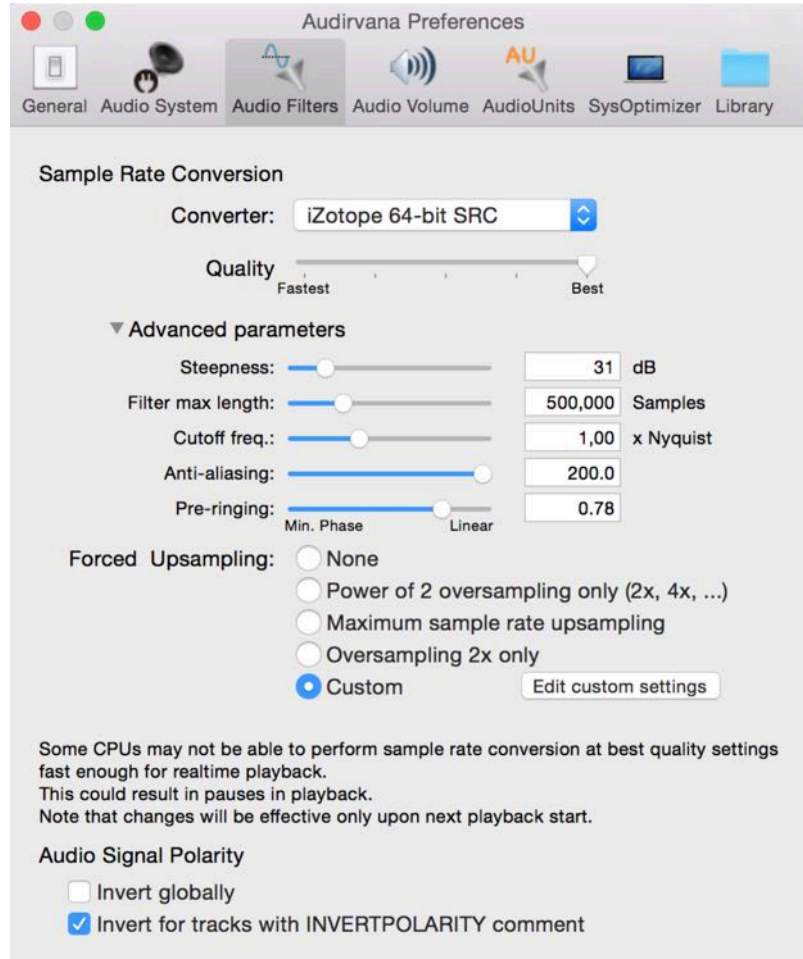 Audirvana Preferences
AU
General Audio System Audio Filters Audio Volume AudioUnits SysOptimizer Library
Sample Rate Conversion
Converter: iZotope 64-bit SRC
Quality
Fastest Best
Advanced parameters
Steepness: 31 dB
Filter max length: 500,000 Samples
Cutoff freq.: 1,00 x Nyquist
Anti-aliasing: 200.0
Pre-ringing: 0.78
Min. Phase Linear
Forced Upsampling: None
Power of 2 oversampling only (2x, 4x, ...)
Maximum sample rate upsampling
Oversampling 2x only
Custom Edit custom settings
Some CPUs may not be able to perform sample rate conversion at best quality settings
fast enough for realtime playback.
This could result in pauses in playback.
Note that changes will be effective only upon next playback start.
Audio Signal Polarity
Invert globally
Invert for tracks with INVERTPOLARITY comment